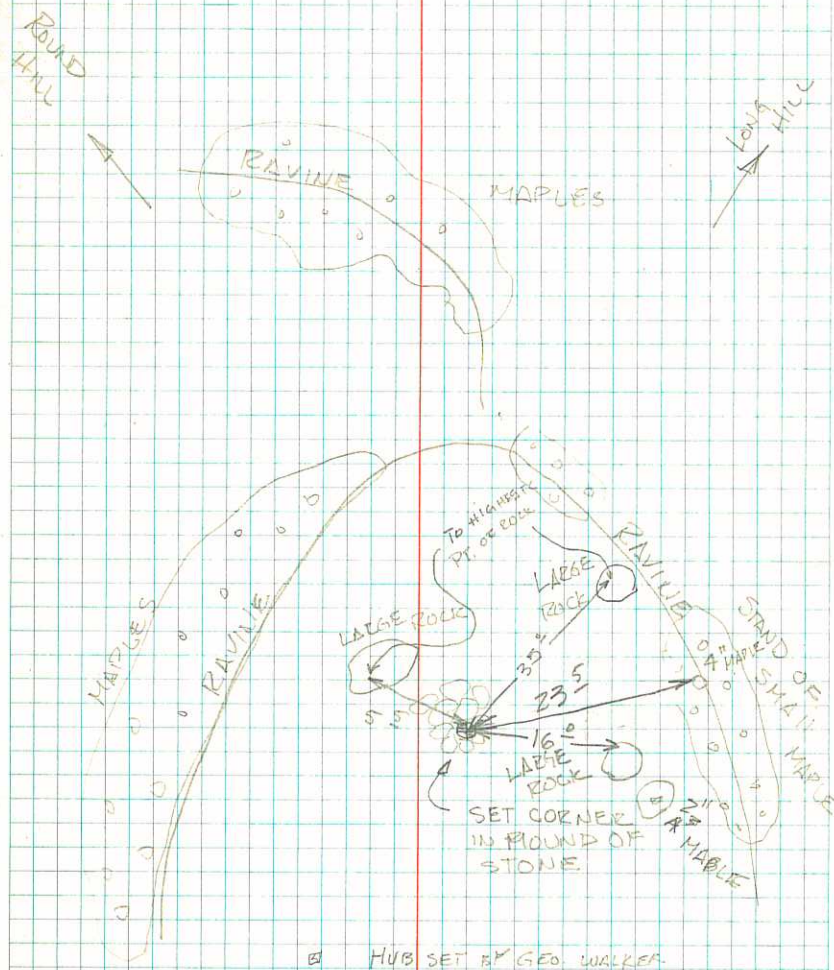 ROUND
HILL
LONG
HILL
RAVINE
MAPLES
TO HIGHEST
PT. OF ROCK
RAVINE
LARGE
ROCK
LARGE ROCK
MAPLES
RAVINE
STAND OF
SMALL
MAPLE
4" MAPLE
35 0
23 5
5 5
16 0
LARGE
ROCK
2"
MAPLE
SET CORNER
IN MOUND OF
STONE
HUB SET BY GEO. WALKER